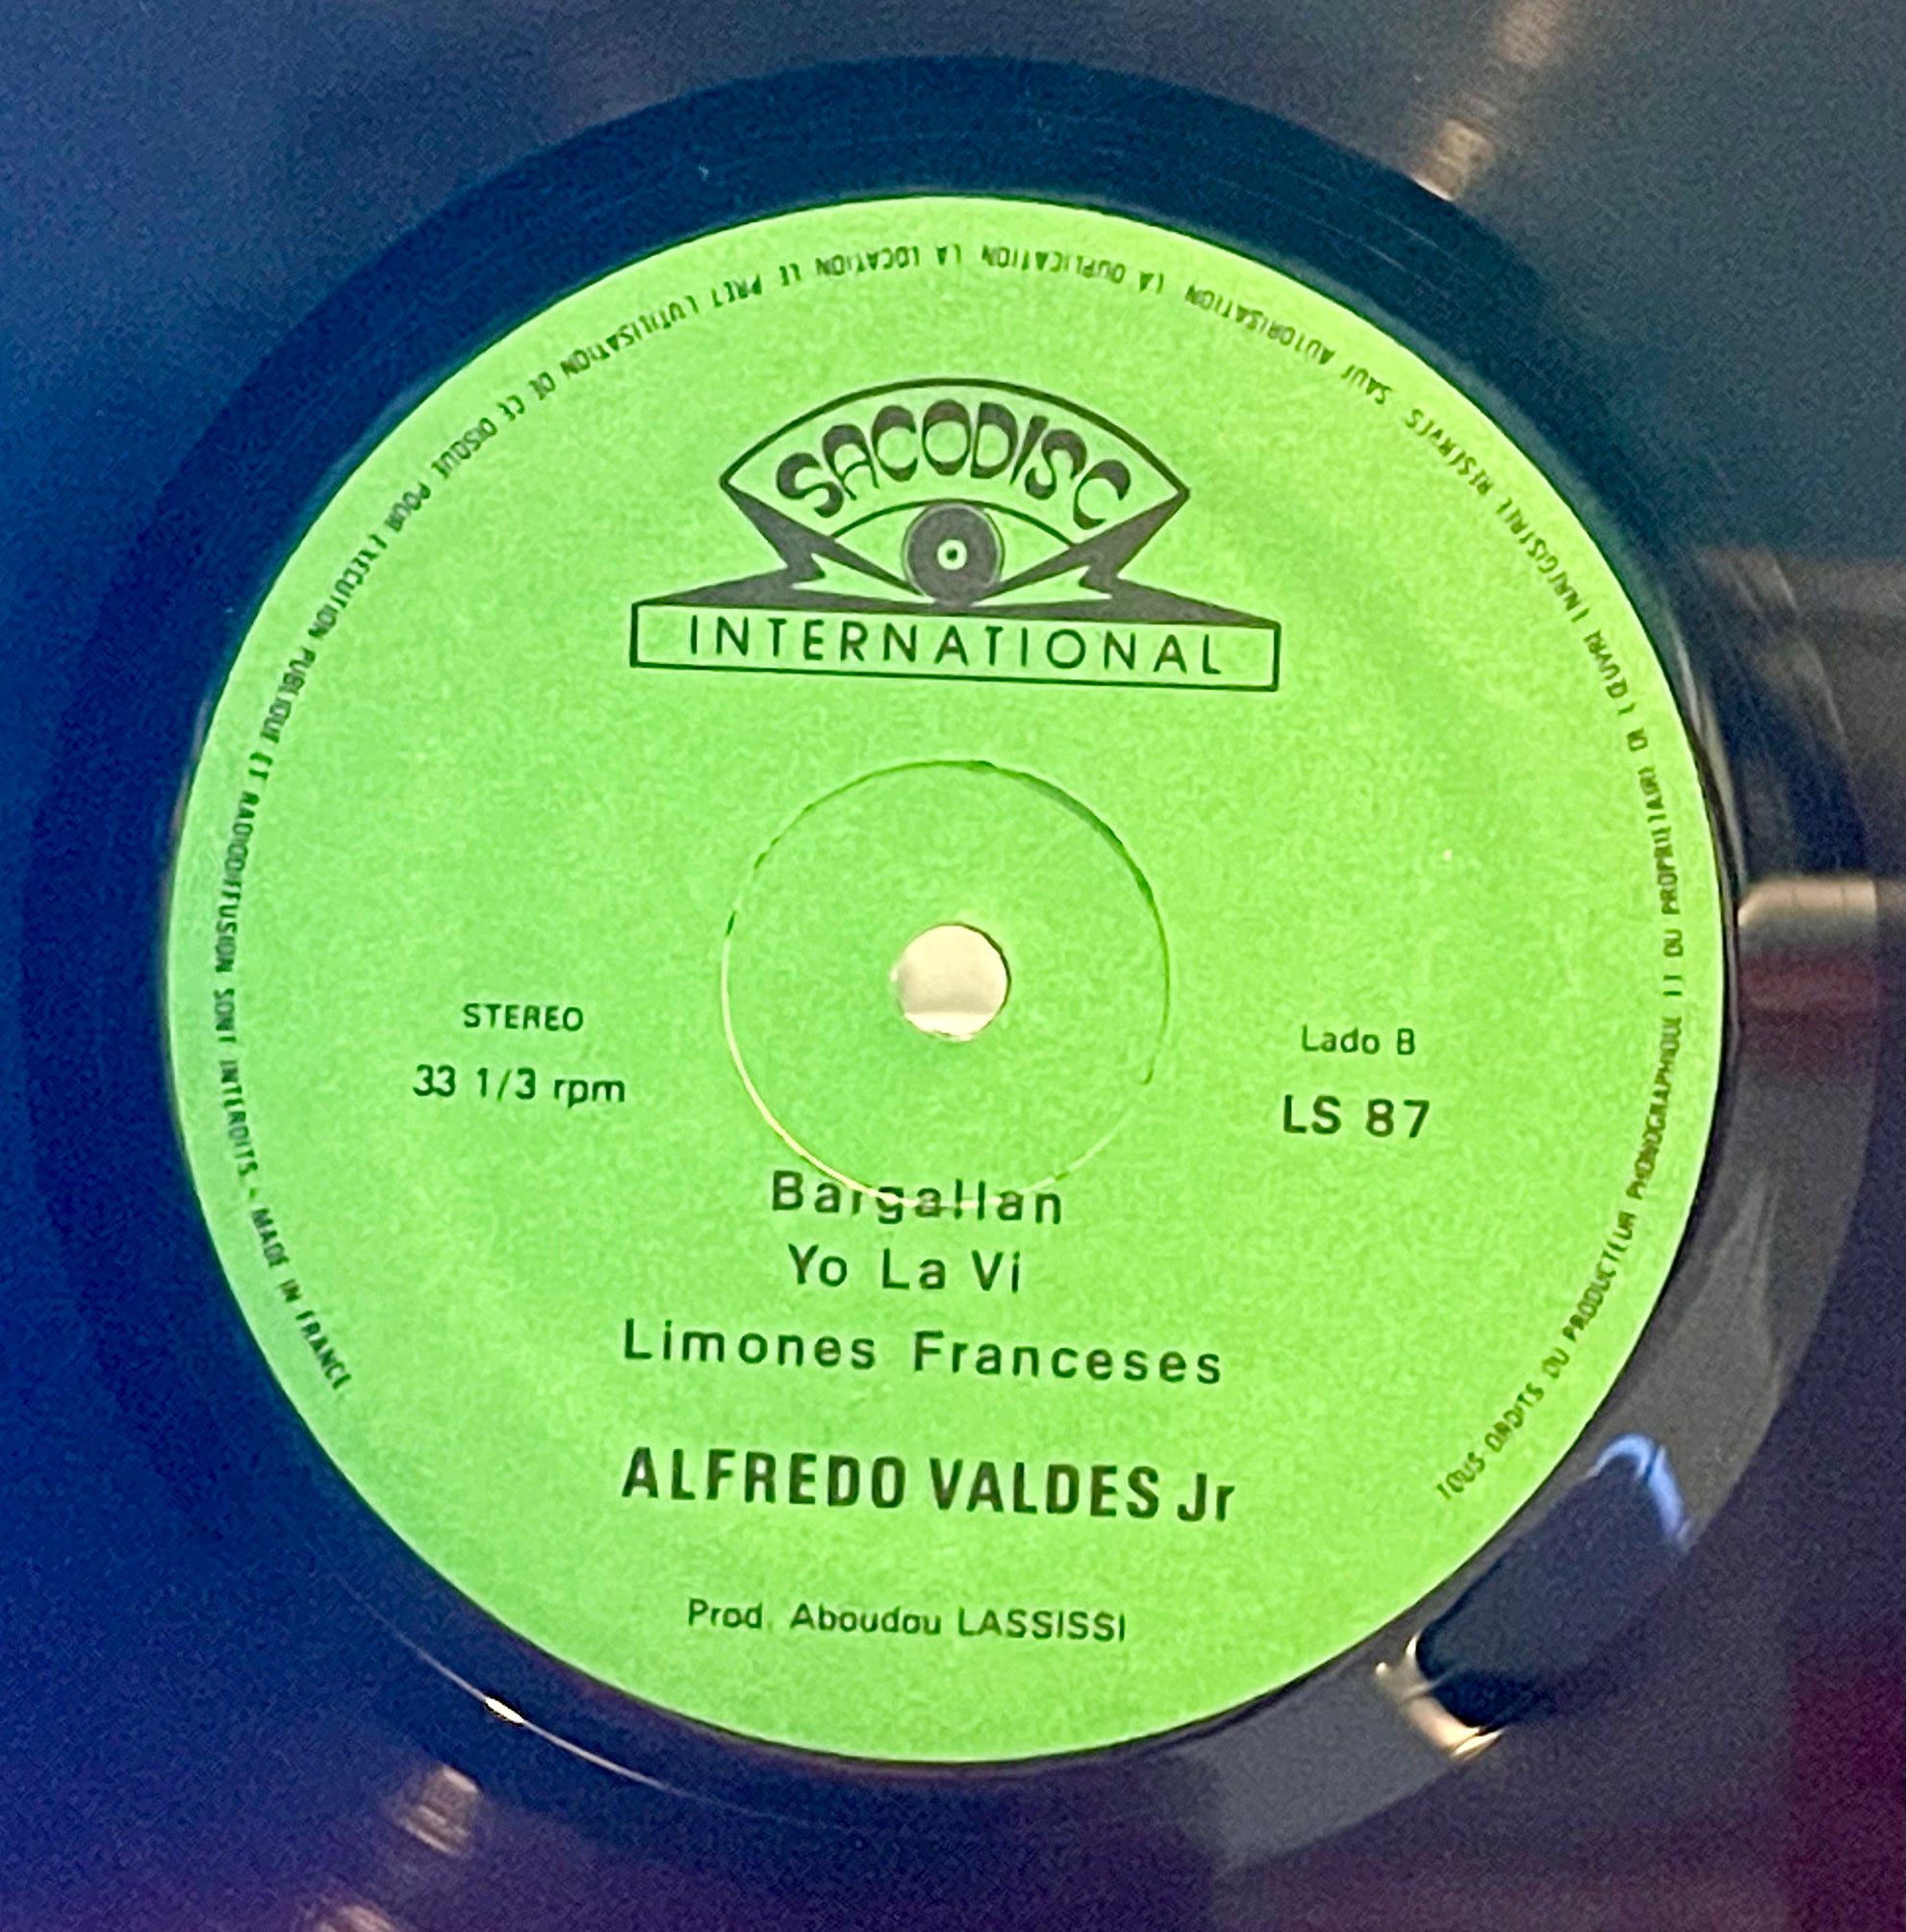 SACODISC
INTERNATIONAL
STEREO
33 1/3 rpm
Lado B
LS 87
Bargallan
Yo La Vi
Limones Franceses
ALFREDO VALDES Jr
Prod. Aboudou LASSISSI
TOUS DROITS DU PRODUCTEUR PHONOGRAPHIQUE ET DU PROPRIETAIRE DE L'ŒUVRE ENREGISTREE RESERVES SAUF AUTORISATION LA DUPLICATION LA LOCATION LE PRET L'UTILISATION DE CE DISQUE POUR EXECUTION PUBLIQUE ET RADIODIFFUSION SONT INTERDITS - MADE IN FRANCE